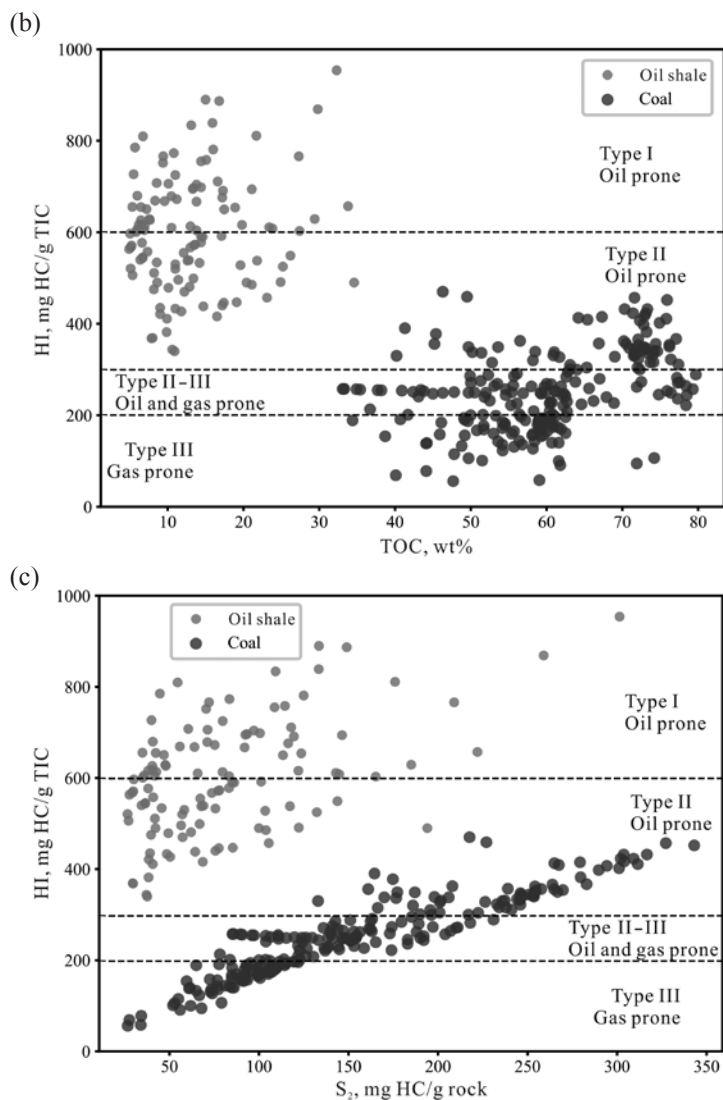 (b)
1000
Oil shale
Coal
800
Type I
Oil prone
600
Type II
Oil prone
400
Type II–III
Oil and gas prone
200
Type III
Gas prone
0
HI, mg HC/g TIC
10 20 30 40 50 60 70 80
TOC, wt%
(c)
1000
Oil shale
Coal
800
Type I
Oil prone
600
Type II
Oil prone
400
Type II–III
Oil and gas prone
200
Type III
Gas prone
0
HI, mg HC/g TIC
50 100 150 200 250 300 350
S₂, mg HC/g rock